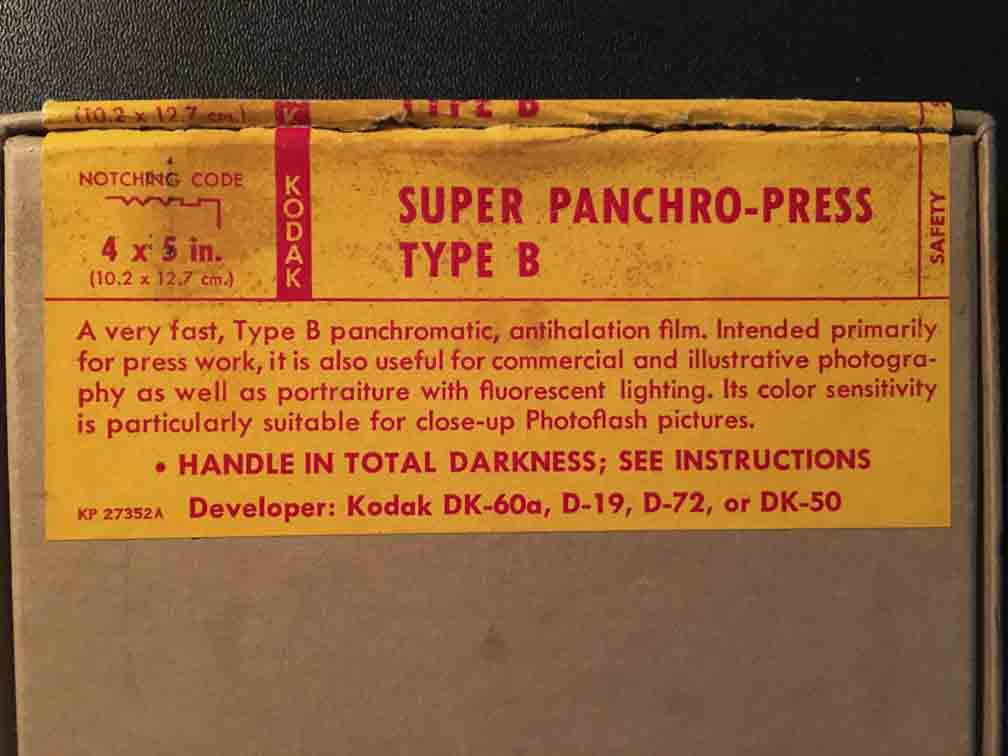 (10.2 x 12.7 cm.)
TYPE B
NOTCHING CODE
4 x 5 in.
(10.2 x 12.7 cm.)
KODAK
SUPER PANCHRO-PRESS
TYPE B
SAFETY
A very fast, Type B panchromatic, antihalation film. Intended primarily
for press work, it is also useful for commercial and illustrative photogra-
phy as well as portraiture with fluorescent lighting. Its color sensitivity
is particularly suitable for close-up Photoflash pictures.
• HANDLE IN TOTAL DARKNESS; SEE INSTRUCTIONS
KP 27352A Developer: Kodak DK-60a, D-19, D-72, or DK-50